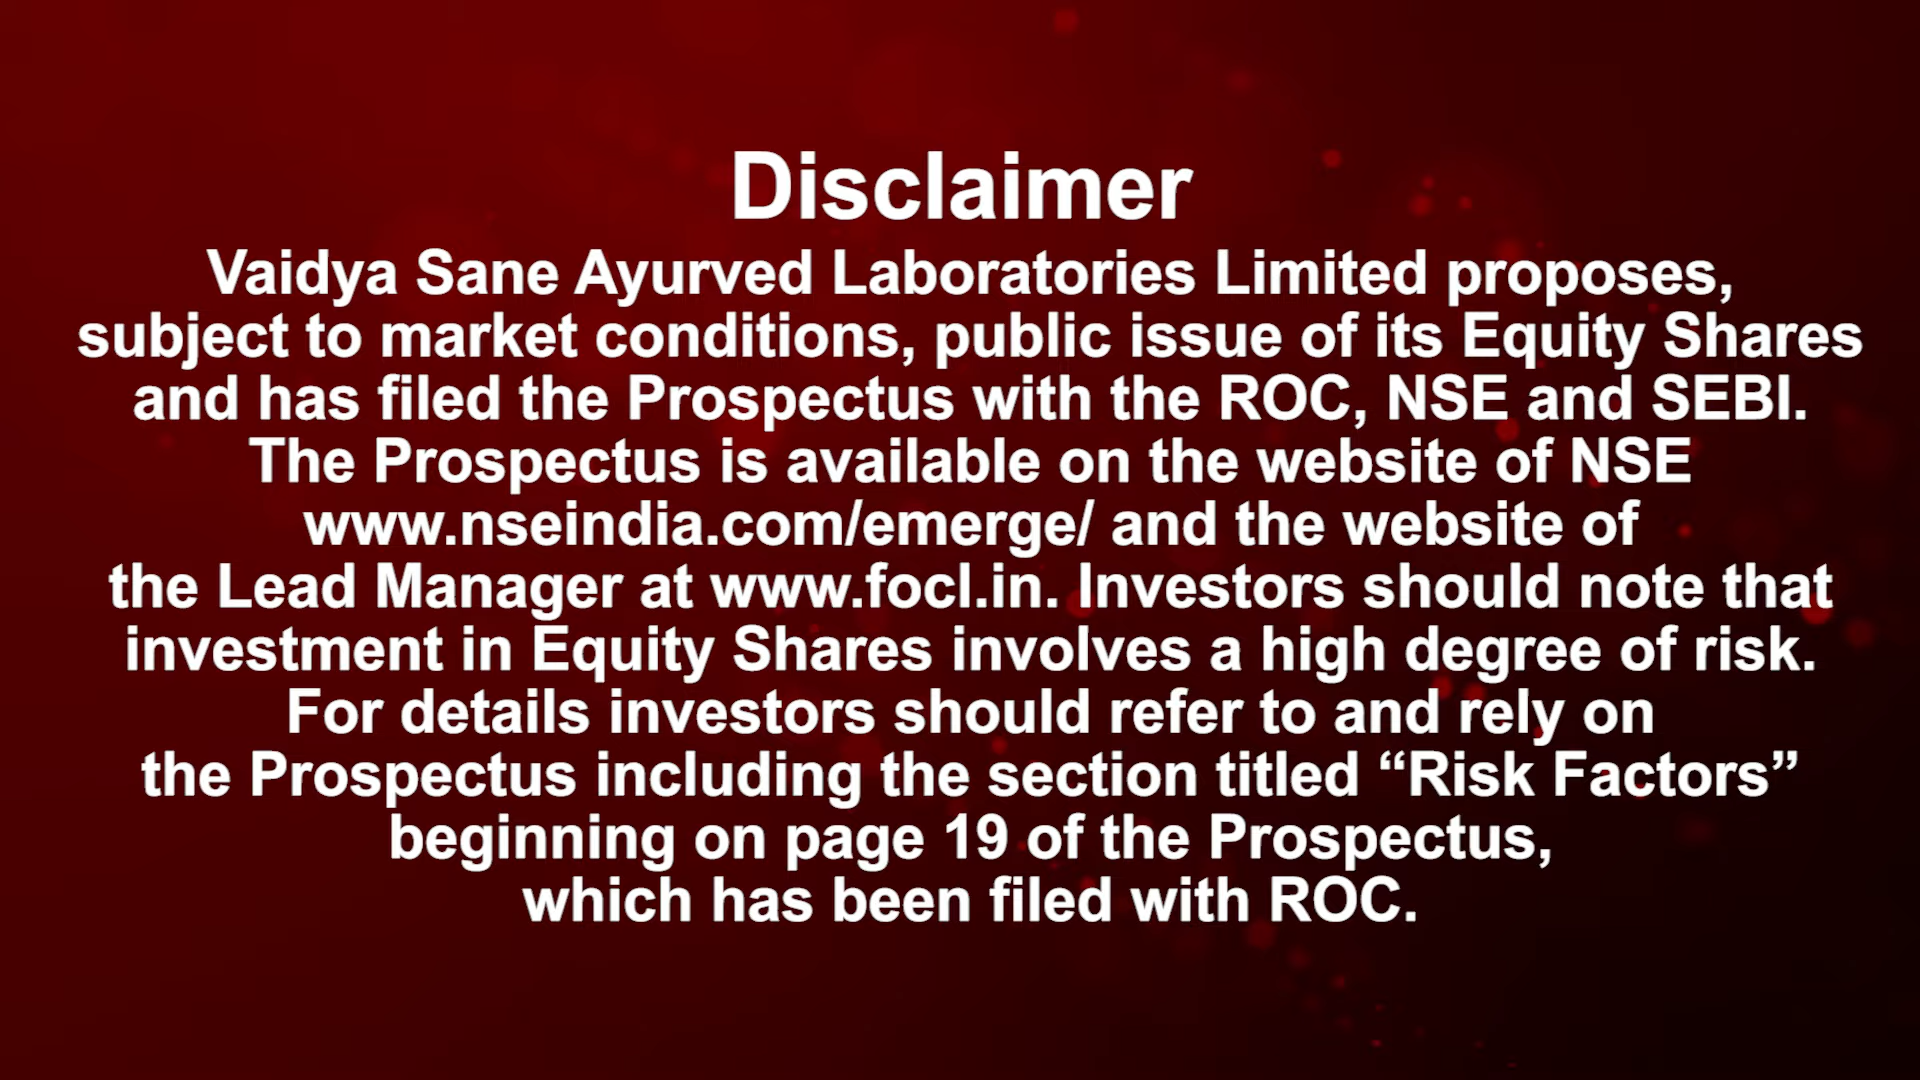 Disclaimer
Vaidya Sane Ayurved Laboratories Limited proposes,
subject to market conditions, public issue of its Equity Shares
and has filed the Prospectus with the ROC, NSE and SEBI.
The Prospectus is available on the website of NSE
www.nseindia.com/emerge/ and the website of
the Lead Manager at www.focl.in. Investors should note that
investment in Equity Shares involves a high degree of risk.
For details investors should refer to and rely on
the Prospectus including the section titled “Risk Factors”
beginning on page 19 of the Prospectus,
which has been filed with ROC.